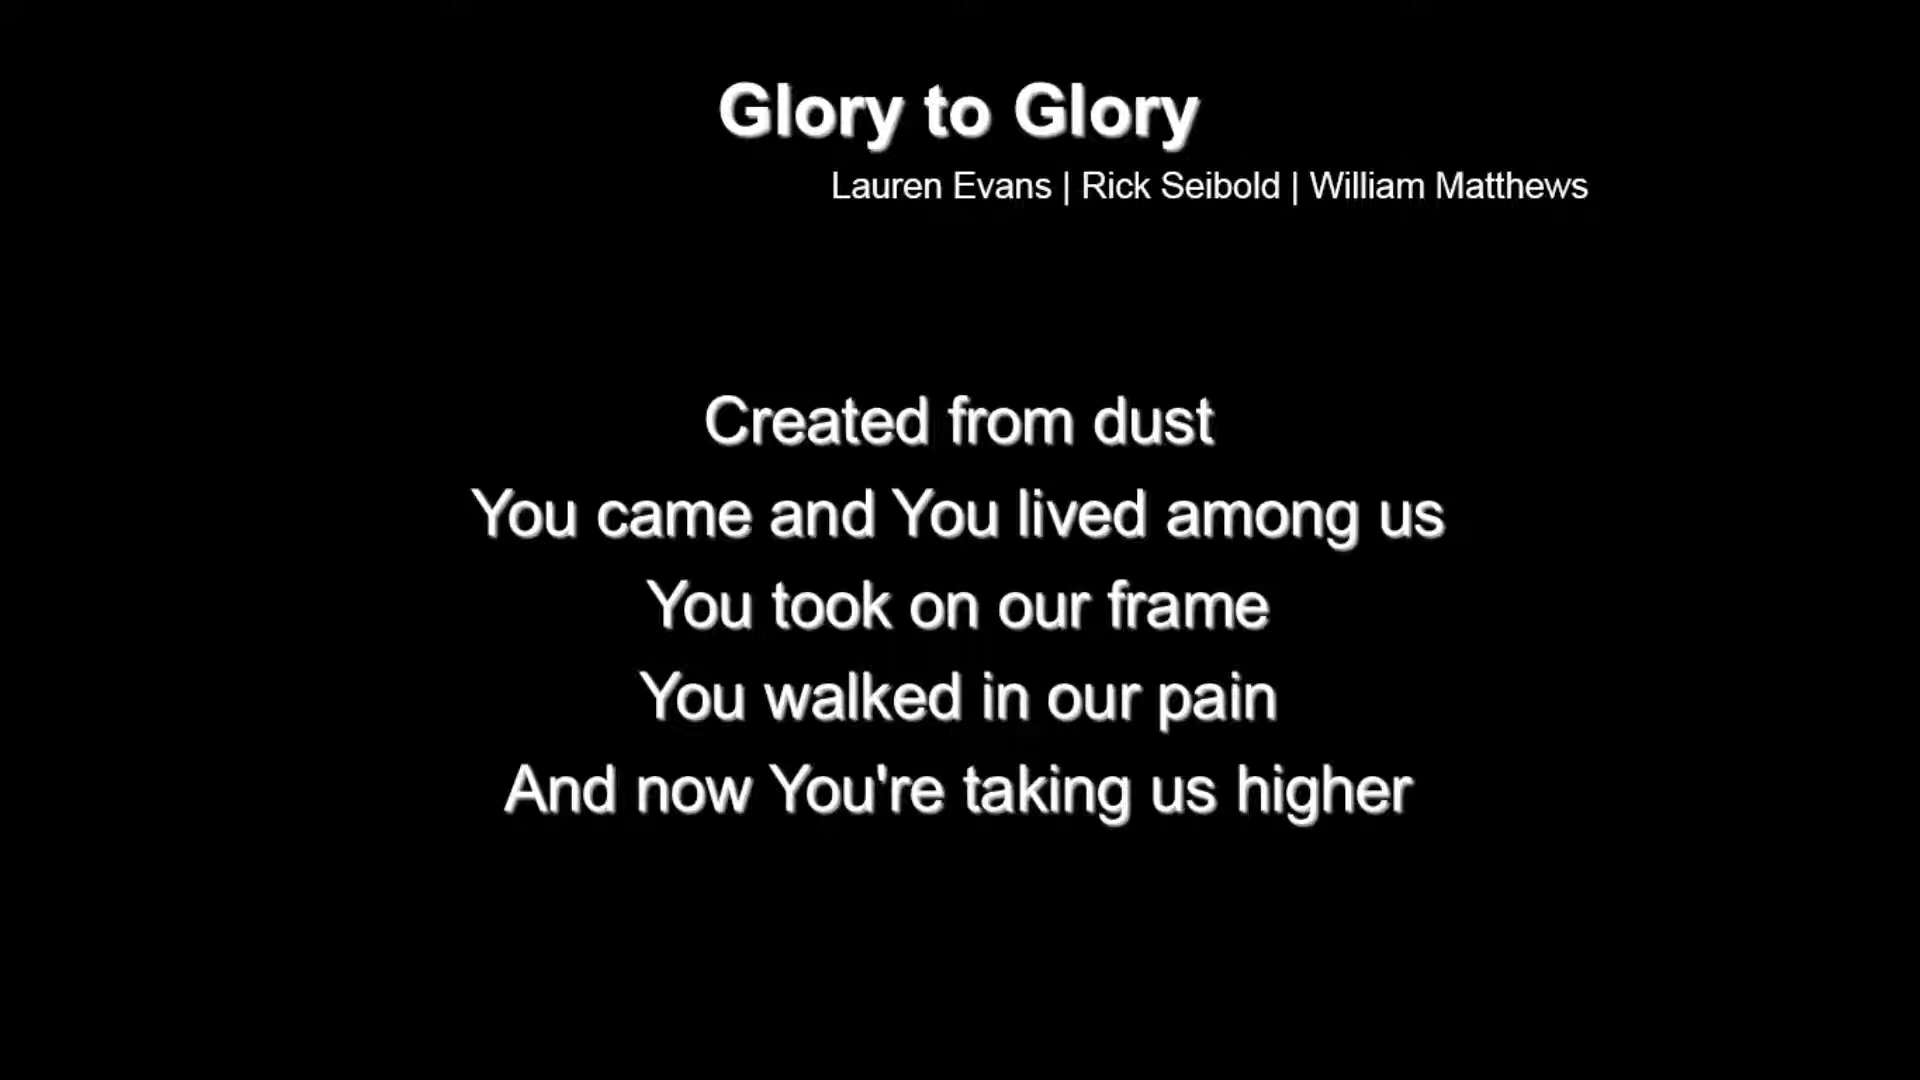 Glory to Glory
Lauren Evans | Rick Seibold | William Matthews
Created from dust
You came and You lived among us
You took on our frame
You walked in our pain
And now You're taking us higher